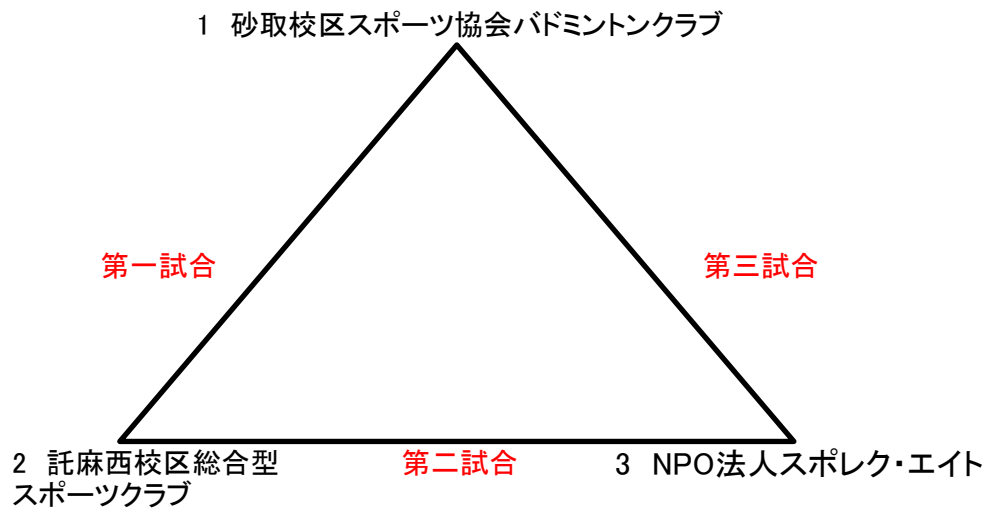 1　砂取校区スポーツ協会バドミントンクラブ
第一試合
第三試合
2　託麻西校区総合型
スポーツクラブ
第二試合
3　NPO法人スポレク・エイト